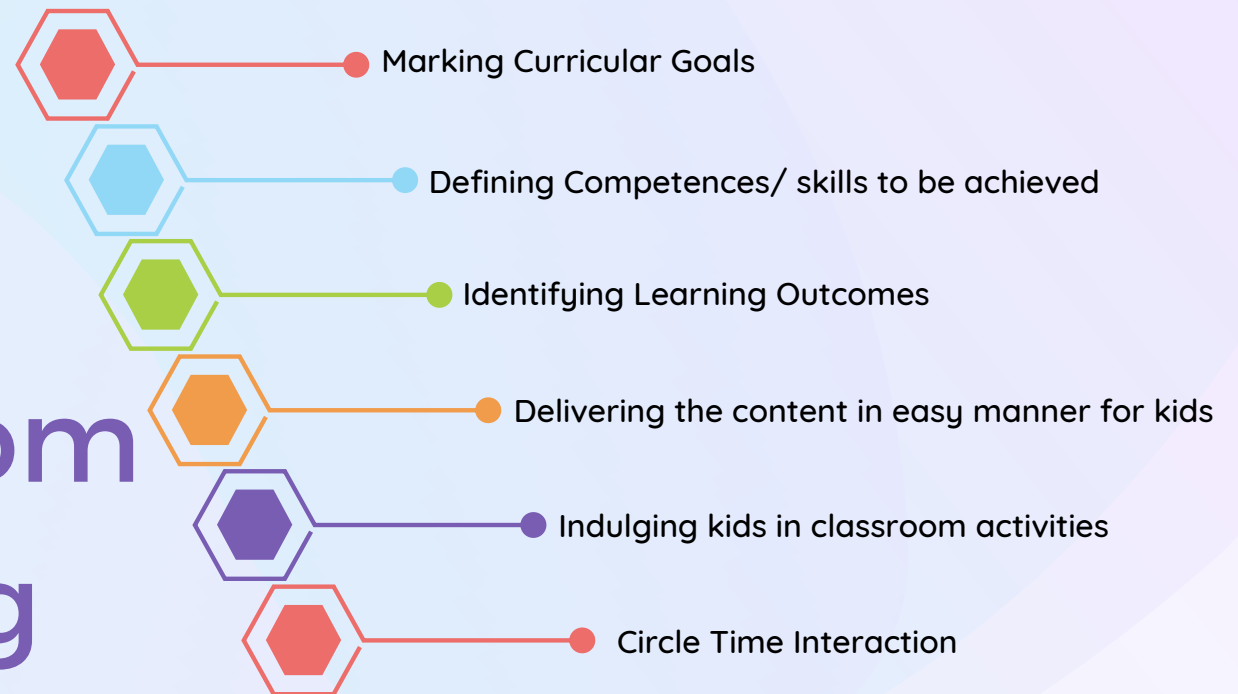 Marking Curricular Goals
Defining Competences/ skills to be achieved
Identifying Learning Outcomes
Delivering the content in easy manner for kids
Indulging kids in classroom activities
Circle Time Interaction